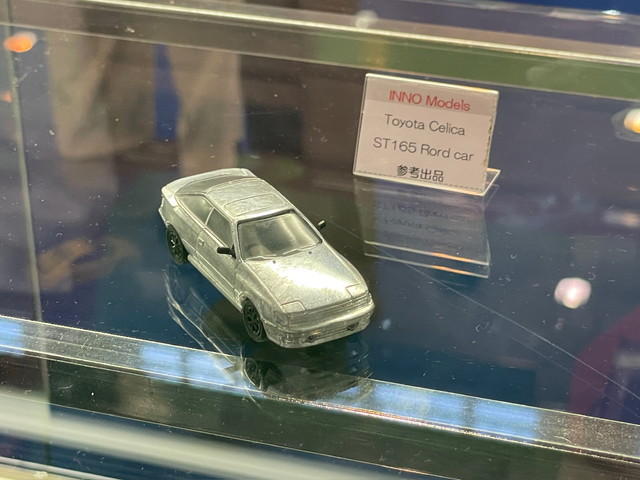 INNO Models
Toyota Celica
ST165 Rord car
参考出品